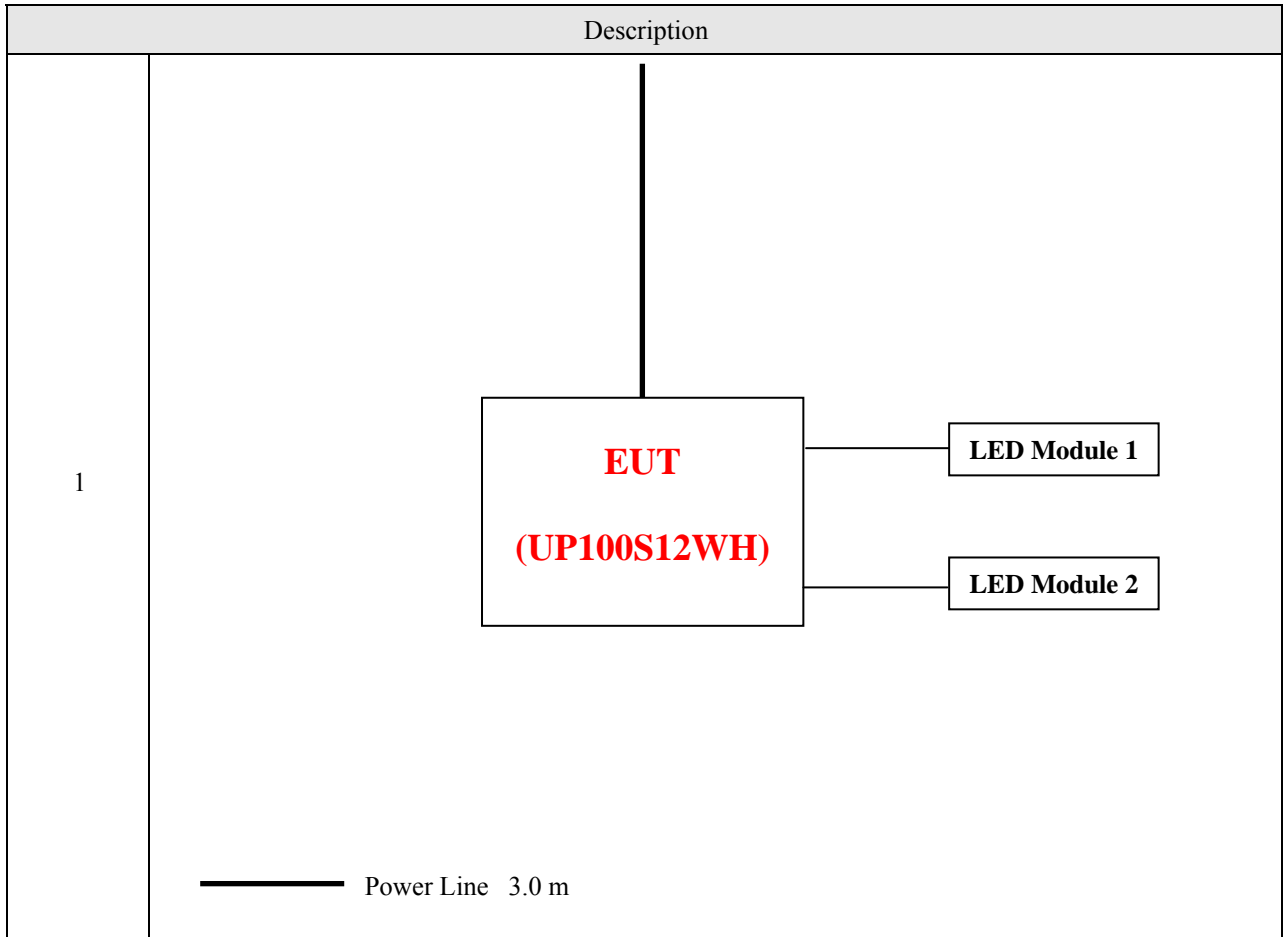 Description
1
EUT
(UP100S12WH)
LED Module 1
LED Module 2
Power Line 3.0 m